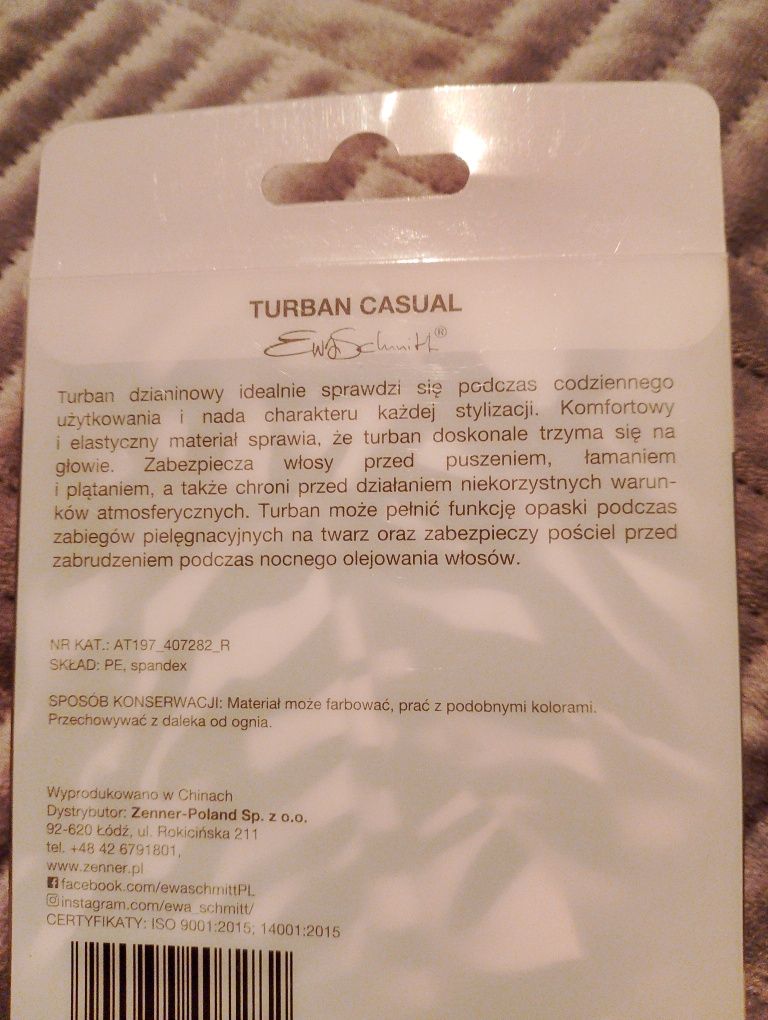 TURBAN CASUAL
Ewa Schmitt®
Turban dzianinowy idealnie sprawdzi się podczas codziennego
użytkowania i nada charakteru każdej stylizacji. Komfortowy
i elastyczny materiał sprawia, że turban doskonale trzyma się na
głowie. Zabezpiecza włosy przed puszeniem, łamaniem
i plątaniem, a także chroni przed działaniem niekorzystnych warun-
ków atmosferycznych. Turban może pełnić funkcję opaski podczas
zabiegów pielęgnacyjnych na twarz oraz zabezpieczy pościel przed
zabrudzeniem podczas nocnego olejowania włosów.
NR KAT.: AT197_407282_R
SKŁAD: PE, spandex
SPOSÓB KONSERWACJI: Materiał może farbować, prać z podobnymi kolorami.
Przechowywać z daleka od ognia.
Wyprodukowano w Chinach
Dystrybutor: Zenner-Poland Sp. z o.o.
92-620 Łódź, ul. Rokicińska 211
tel. +48 42 6791801,
www.zenner.pl
facebook.com/ewaschmittPL
instagram.com/ewa_schmitt/
CERTYFIKATY: ISO 9001:2015; 14001:2015